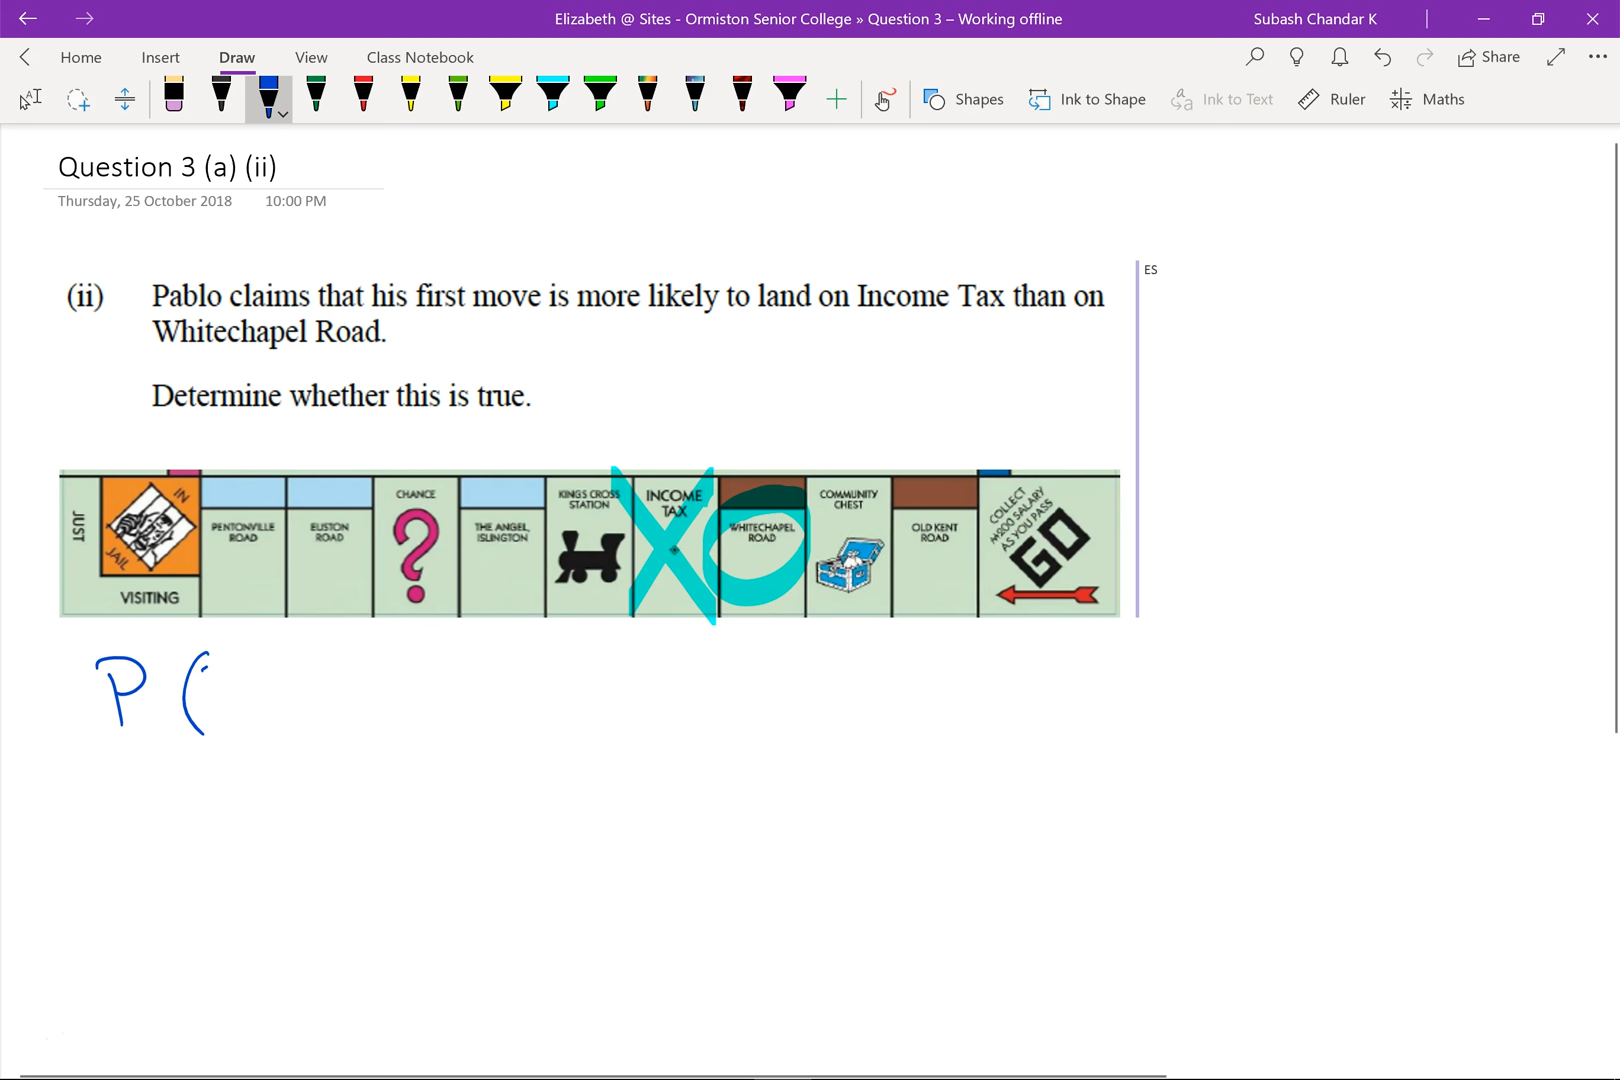 Elizabeth @ Sites - Ormiston Senior College » Question 3 – Working offline
Subash Chandar K
Home Insert Draw View Class Notebook
Share
Shapes Ink to Shape Ink to Text Ruler Maths
Question 3 (a) (ii)
Thursday, 25 October 2018 10:00 PM
ES
(ii) Pablo claims that his first move is more likely to land on Income Tax than on
Whitechapel Road.
Determine whether this is true.
JUST
IN
JAIL
VISITING
PENTONVILLE
ROAD
EUSTON
ROAD
CHANCE
?
THE ANGEL,
ISLINGTON
KINGS CROSS
STATION
INCOME
TAX
WHITECHAPEL
ROAD
COMMUNITY
CHEST
OLD KENT
ROAD
COLLECT
M200 SALARY
AS YOU PASS
GO
P (